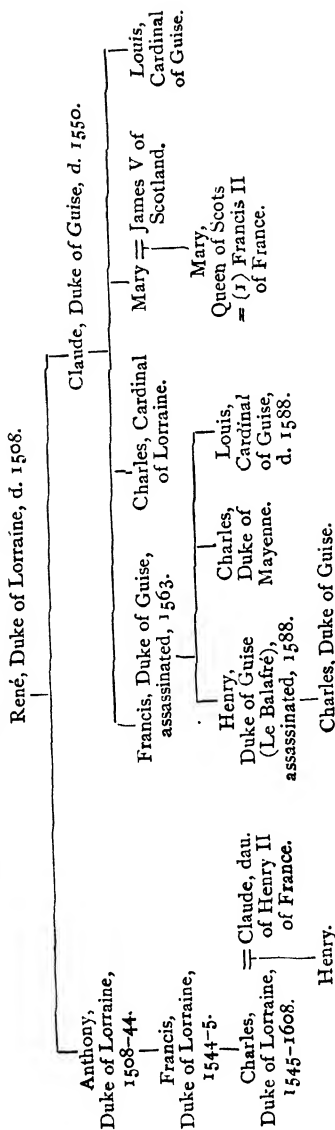 René, Duke of Lorraine, d. 1508.
Anthony,
Duke of Lorraine,
1508–44.
Francis,
Duke of Lorraine,
1544–5.
Charles,
Duke of Lorraine,
1545–1608.
= Claude, dau.
of Henry II
of France.
Henry.
Claude, Duke of Guise, d. 1550.
Francis, Duke of Guise,
assassinated, 1563.
Charles, Cardinal
of Lorraine.
Mary = James V of
Scotland.
Louis,
Cardinal
of Guise.
Mary,
Queen of Scots
= (1) Francis II
of France.
Henry,
Duke of Guise
(Le Balafré),
assassinated, 1588.
Charles,
Duke of
Mayenne.
Louis,
Cardinal
of Guise,
d. 1588.
Charles, Duke of Guise.